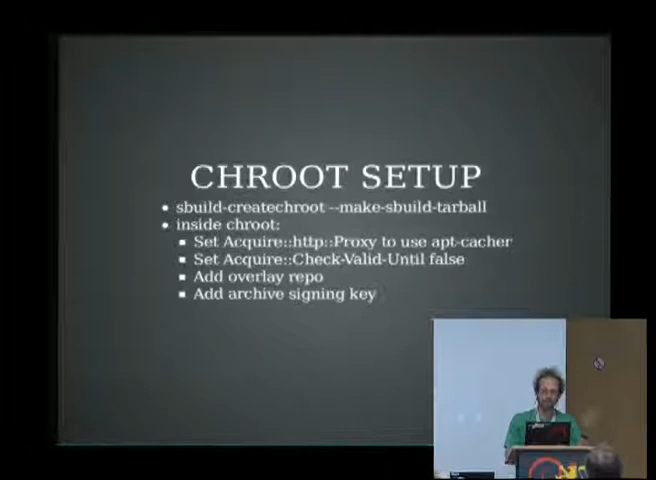 CHROOT SETUP
• sbuild-createchroot --make-sbuild-tarball
• inside chroot:
▪ Set Acquire::http::Proxy to use apt-cacher
▪ Set Acquire::Check-Valid-Until false
▪ Add overlay repo
▪ Add archive signing key